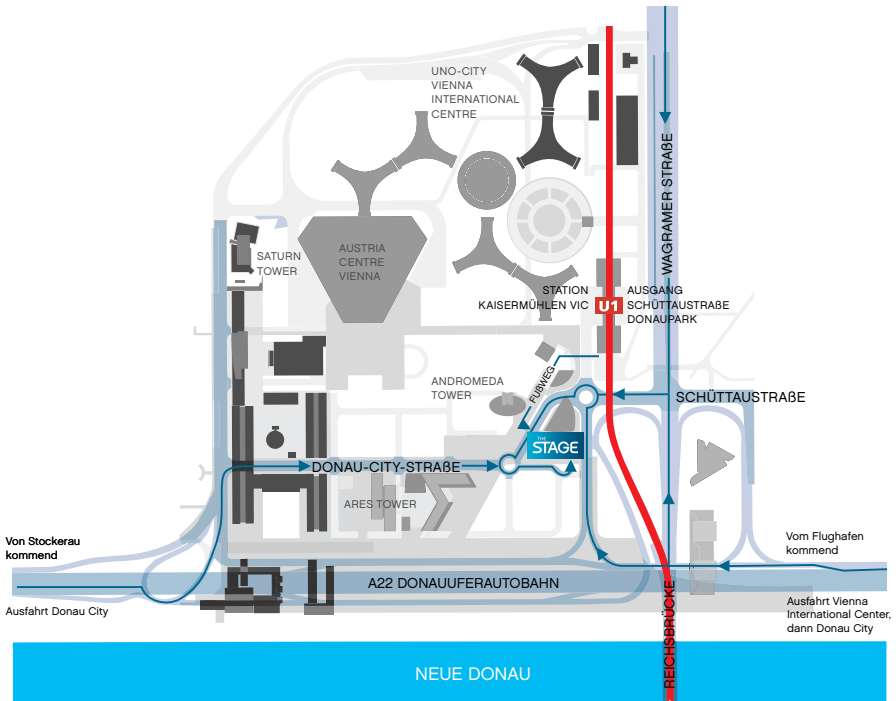 UNO-CITY
VIENNA
INTERNATIONAL
CENTRE
WAGRAMER STRAßE
SATURN
TOWER
AUSTRIA
CENTRE
VIENNA
STATION
KAISERMÜHLEN VIC
U1
AUSGANG
SCHÜTTAUSTRAßE
DONAUPARK
ANDROMEDA
TOWER
FUßWEG
SCHÜTTAUSTRAßE
THE
STAGE
DONAU-CITY-STRAßE
ARES TOWER
Von Stockerau
kommend
Vom Flughafen
kommend
A22 DONAUUFERAUTOBAHN
Ausfahrt Donau City
Ausfahrt Vienna
International Center,
dann Donau City
REICHSBRÜCKE
NEUE DONAU